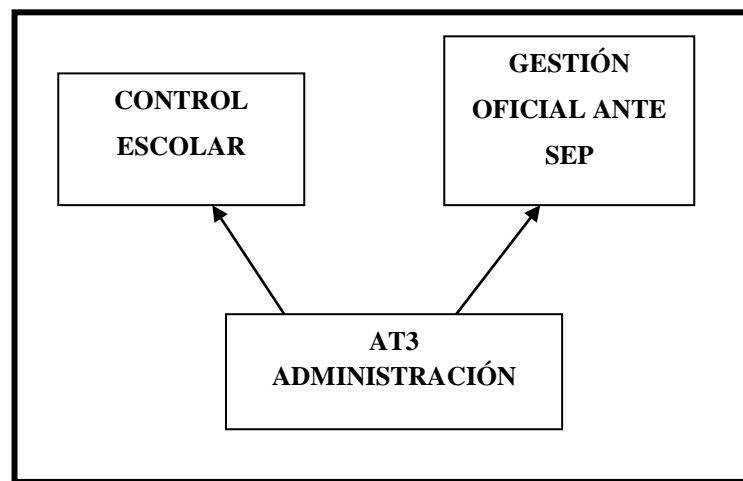 CONTROL
ESCOLAR
GESTIÓN
OFICIAL ANTE
SEP
AT3
ADMINISTRACIÓN